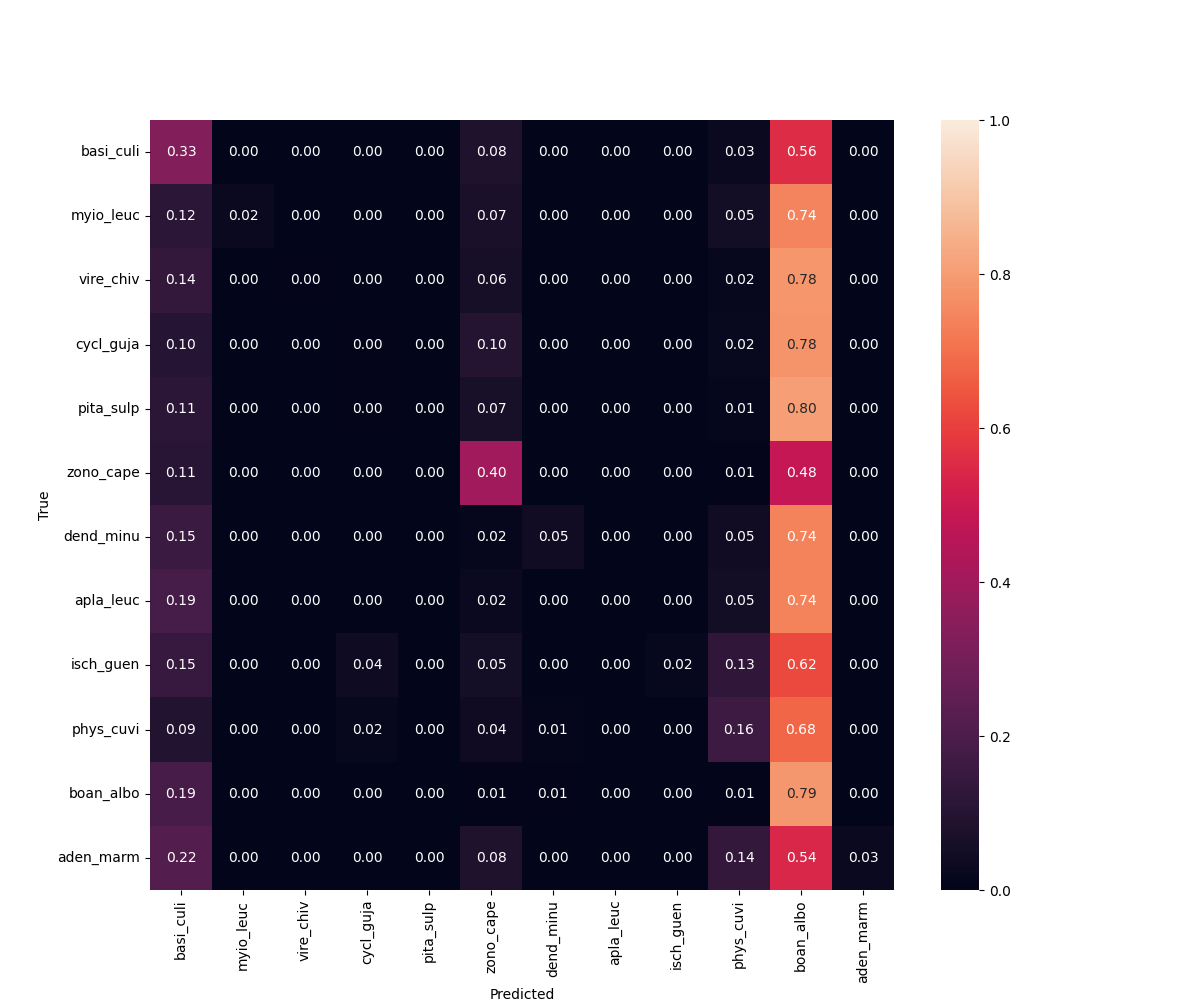 basi_culi 0.33 0.00 0.00 0.00 0.00 0.08 0.00 0.00 0.00 0.03 0.56 0.00
myio_leuc 0.12 0.02 0.00 0.00 0.00 0.07 0.00 0.00 0.00 0.05 0.74 0.00
vire_chiv 0.14 0.00 0.00 0.00 0.00 0.06 0.00 0.00 0.00 0.02 0.78 0.00
cycl_guja 0.10 0.00 0.00 0.00 0.00 0.10 0.00 0.00 0.00 0.02 0.78 0.00
pita_sulp 0.11 0.00 0.00 0.00 0.00 0.07 0.00 0.00 0.00 0.01 0.80 0.00
zono_cape 0.11 0.00 0.00 0.00 0.00 0.40 0.00 0.00 0.00 0.01 0.48 0.00
dend_minu 0.15 0.00 0.00 0.00 0.00 0.02 0.05 0.00 0.00 0.05 0.74 0.00
apla_leuc 0.19 0.00 0.00 0.00 0.00 0.02 0.00 0.00 0.00 0.05 0.74 0.00
isch_guen 0.15 0.00 0.00 0.04 0.00 0.05 0.00 0.00 0.02 0.13 0.62 0.00
phys_cuvi 0.09 0.00 0.00 0.02 0.00 0.04 0.01 0.00 0.00 0.16 0.68 0.00
boan_albo 0.19 0.00 0.00 0.00 0.00 0.01 0.01 0.00 0.00 0.01 0.79 0.00
aden_marm 0.22 0.00 0.00 0.00 0.00 0.08 0.00 0.00 0.00 0.14 0.54 0.03
True
basi_culi myio_leuc vire_chiv cycl_guja pita_sulp zono_cape dend_minu apla_leuc isch_guen phys_cuvi boan_albo aden_marm
Predicted
1.0
0.8
0.6
0.4
0.2
0.0